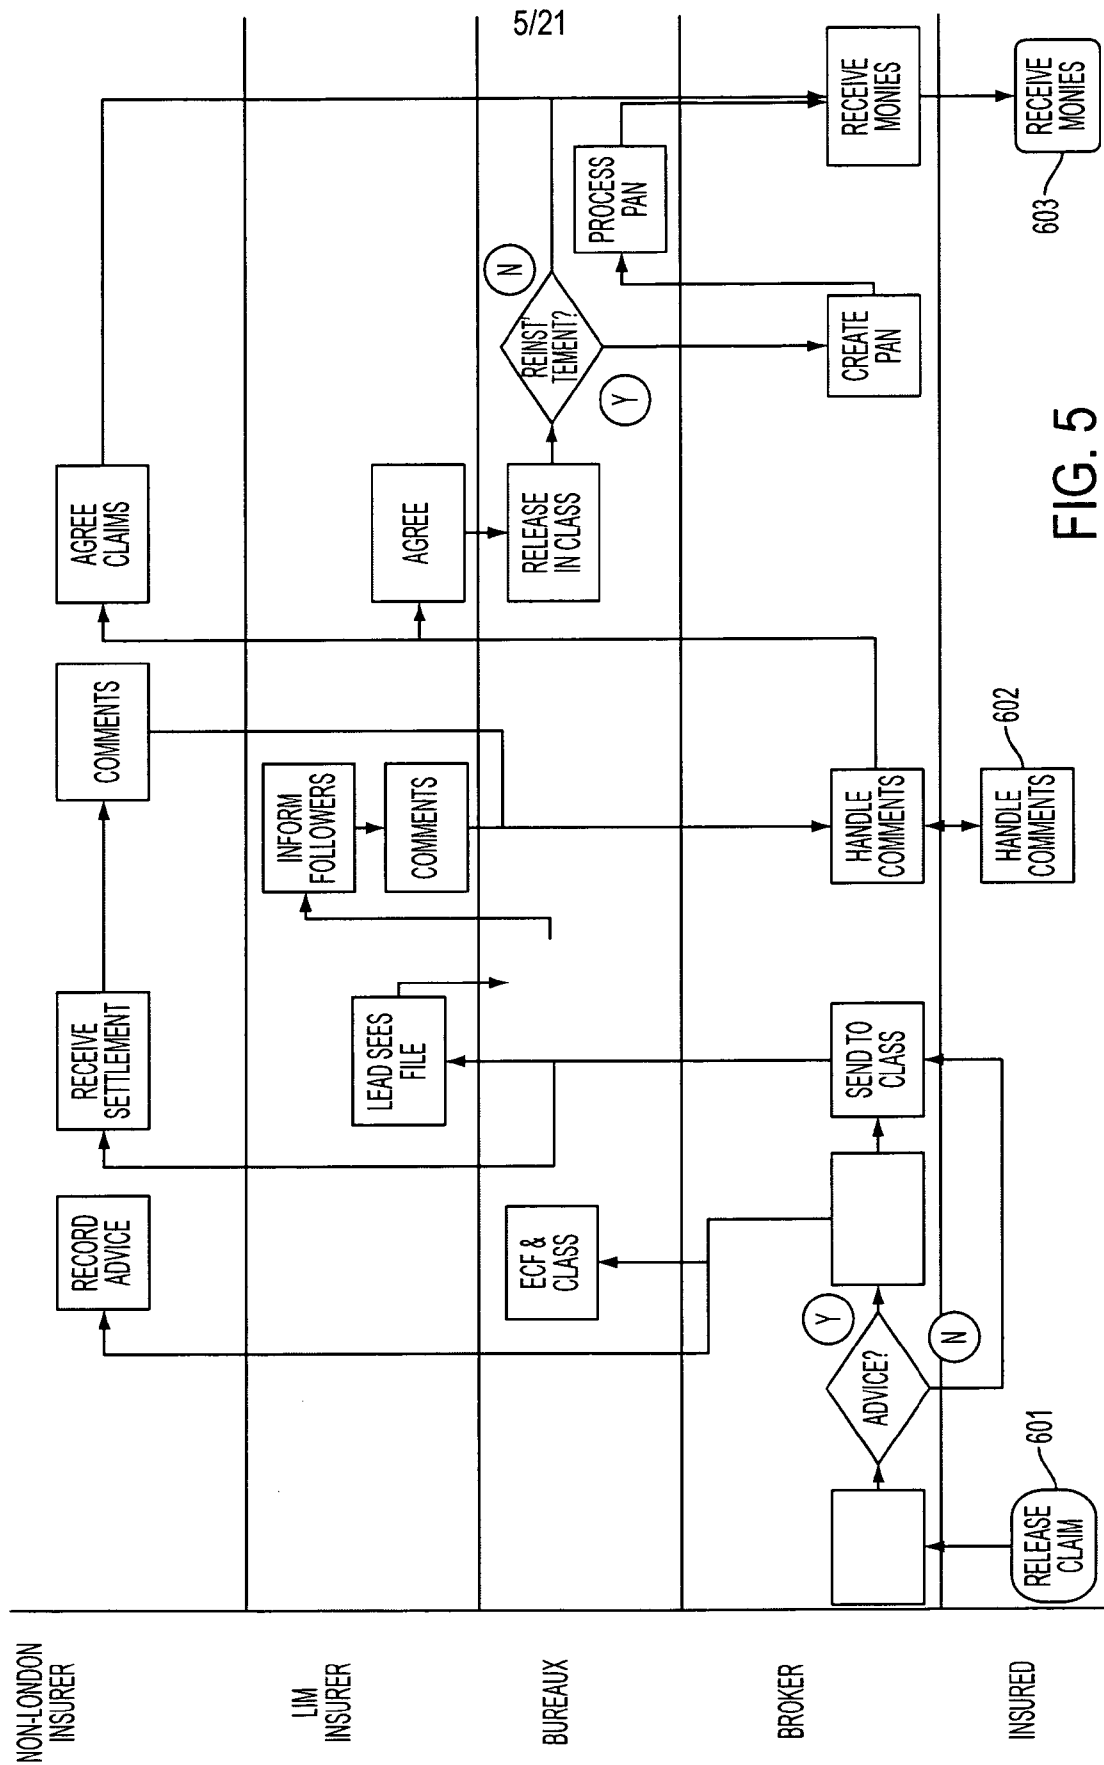 5/21
NON-LONDON
INSURER
RECORD
ADVICE
RECEIVE
SETTLEMENT
COMMENTS
AGREE
CLAIMS
LIM
INSURER
LEAD SEES
FILE
INFORM
FOLLOWERS
COMMENTS
AGREE
BUREAUX
ECF &
CLASS
RELEASE
IN CLASS
REINST'
TEMENT?
N
Y
PROCESS
PAN
BROKER
ADVICE?
Y
N
SEND TO
CLASS
HANDLE
COMMENTS
CREATE
PAN
RECEIVE
MONIES
INSURED
RELEASE
CLAIM
601
HANDLE
COMMENTS
602
RECEIVE
MONIES
603
FIG. 5